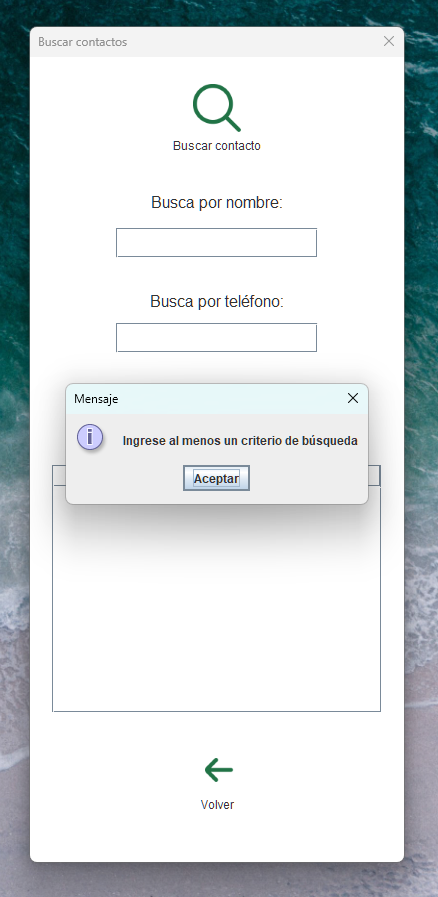 Buscar contactos
Buscar contacto
Busca por nombre:
Busca por teléfono:
Mensaje
Ingrese al menos un criterio de búsqueda
Aceptar
Volver